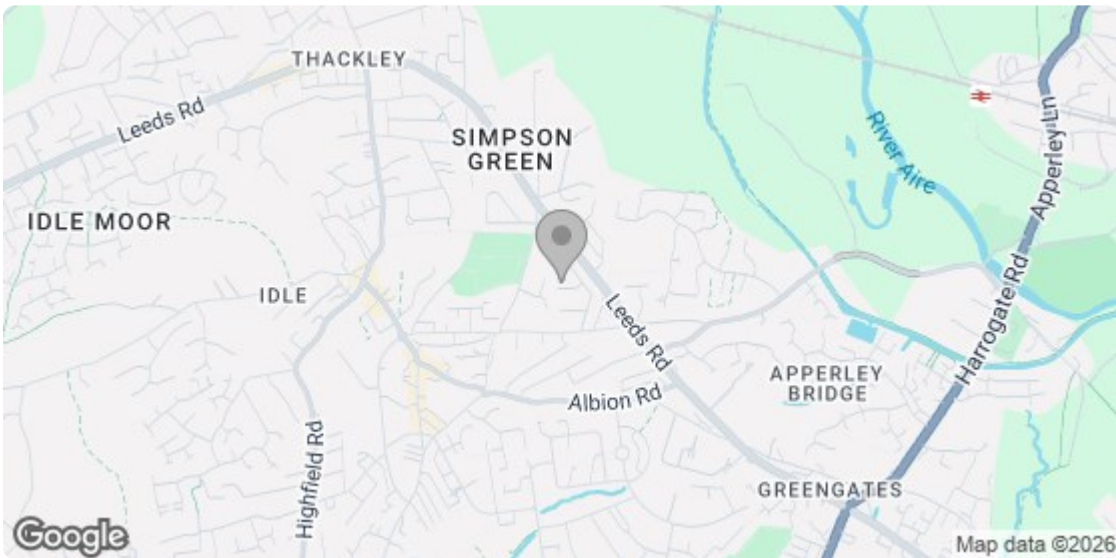 THACKLEY
Leeds Rd
SIMPSON
GREEN
River Aire
Apperley Ln
IDLE MOOR
IDLE
Harrogate Rd
Leeds Rd
APPERLEY
BRIDGE
Albion Rd
Highfield Rd
GREENGATES
Google
Map data ©2026